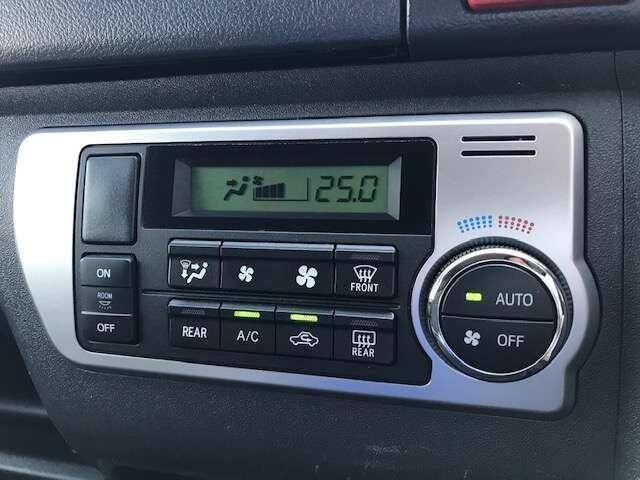 25.0
ON
ROOM
OFF
FRONT
REAR
A/C
REAR
AUTO
OFF